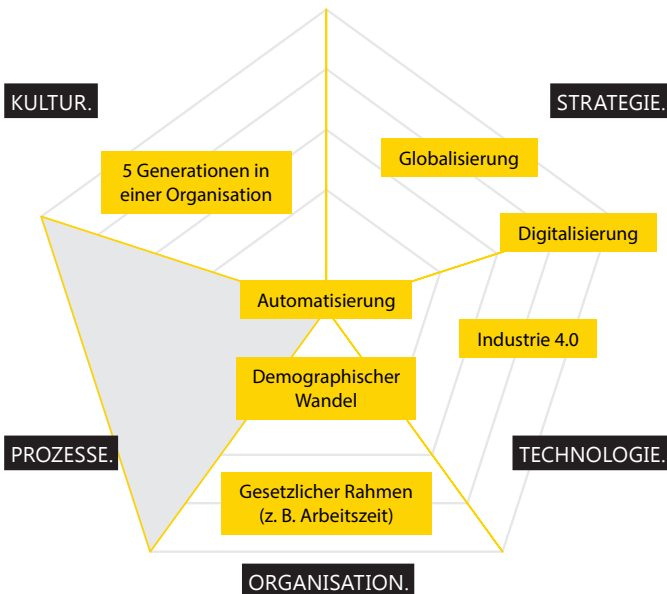 KULTUR.
STRATEGIE.
Globalisierung
5 Generationen in
einer Organisation
Digitalisierung
Automatisierung
Industrie 4.0
Demographischer
Wandel
PROZESSE.
TECHNOLOGIE.
Gesetzlicher Rahmen
(z. B. Arbeitszeit)
ORGANISATION.